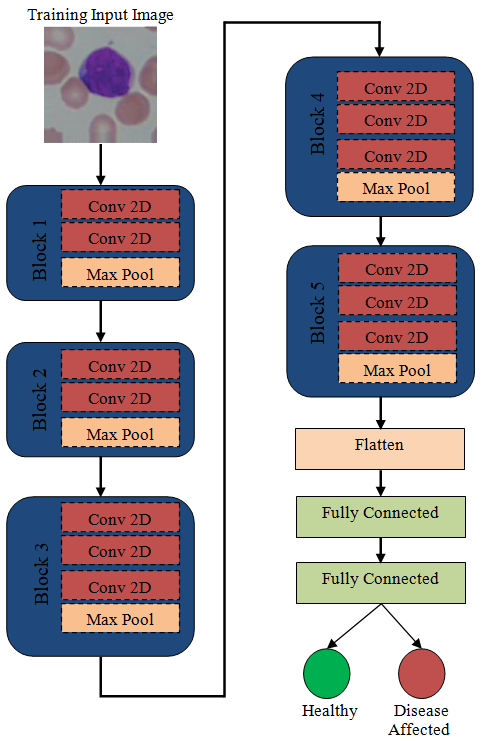 Training Input Image
Block 1
Conv 2D
Conv 2D
Max Pool
Block 2
Conv 2D
Conv 2D
Max Pool
Block 3
Conv 2D
Conv 2D
Conv 2D
Max Pool
Block 4
Conv 2D
Conv 2D
Conv 2D
Max Pool
Block 5
Conv 2D
Conv 2D
Conv 2D
Max Pool
Flatten
Fully Connected
Fully Connected
Healthy
Disease
Affected